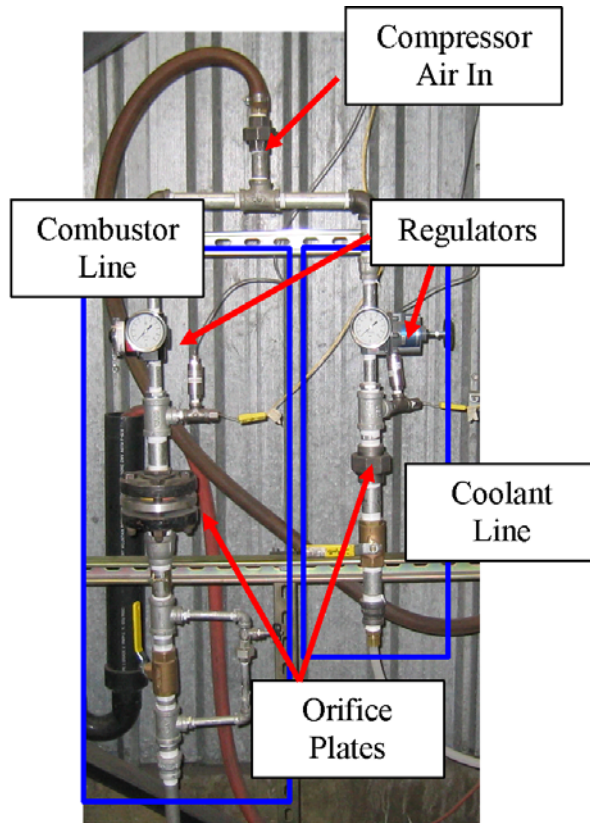 Compressor
Air In
Combustor
Line
Regulators
Coolant
Line
Orifice
Plates